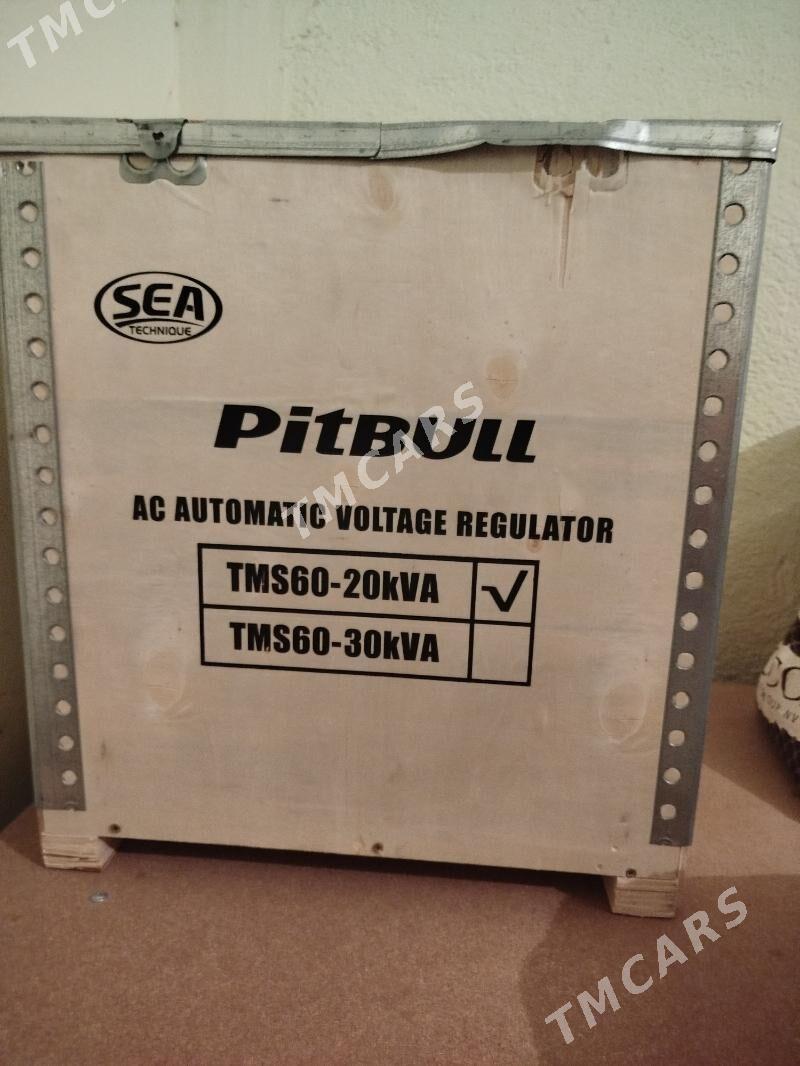 TMCARS
SEA
TECHNIQUE
PitBULL
TMCARS
AC AUTOMATIC VOLTAGE REGULATOR
TMS60-20kVA √
TMS60-30kVA
TMCARS